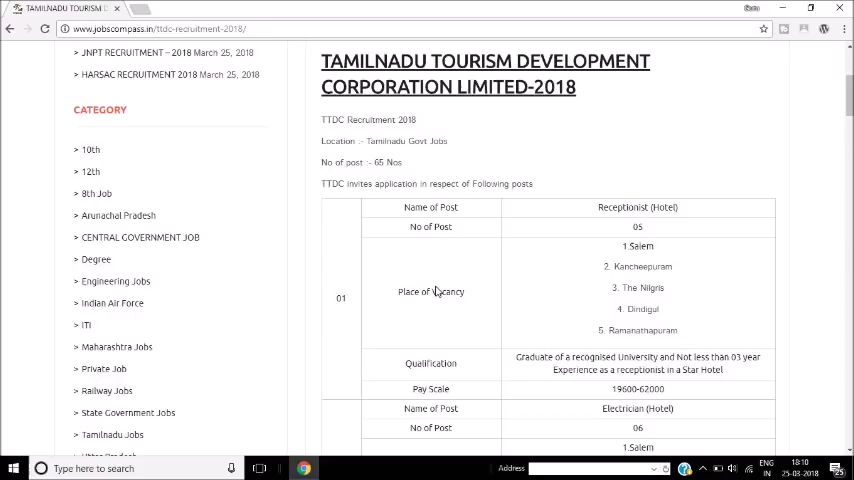 TAMILNADU TOURISM D
www.jobscompass.in/ttdc-recruitment-2018/
> JNPT RECRUITMENT – 2018 March 25, 2018
> HARSAC RECRUITMENT 2018 March 25, 2018
CATEGORY
> 10th
> 12th
> 8th Job
> Arunachal Pradesh
> CENTRAL GOVERNMENT JOB
> Degree
> Engineering Jobs
> Indian Air Force
> ITI
> Maharashtra Jobs
> Private Job
> Railway Jobs
> State Government Jobs
> Tamilnadu Jobs
TAMILNADU TOURISM DEVELOPMENT
CORPORATION LIMITED-2018
TTDC Recruitment 2018
Location :- Tamilnadu Govt Jobs
No of post :- 65 Nos
TTDC invites application in respect of Following posts
01
Name of Post Receptionist (Hotel)
No of Post 05
Place of Vacancy
1.Salem
2. Kancheepuram
3. The Nilgris
4. Dindigul
5. Ramanathapuram
Qualification
Graduate of a recognised University and Not less than 03 year
Experience as a receptionist in a Star Hotel
Pay Scale 19600-62000
Name of Post Electrician (Hotel)
No of Post 06
1.Salem
Type here to search
Address
ENG
IN
18:10
25-03-2018
25